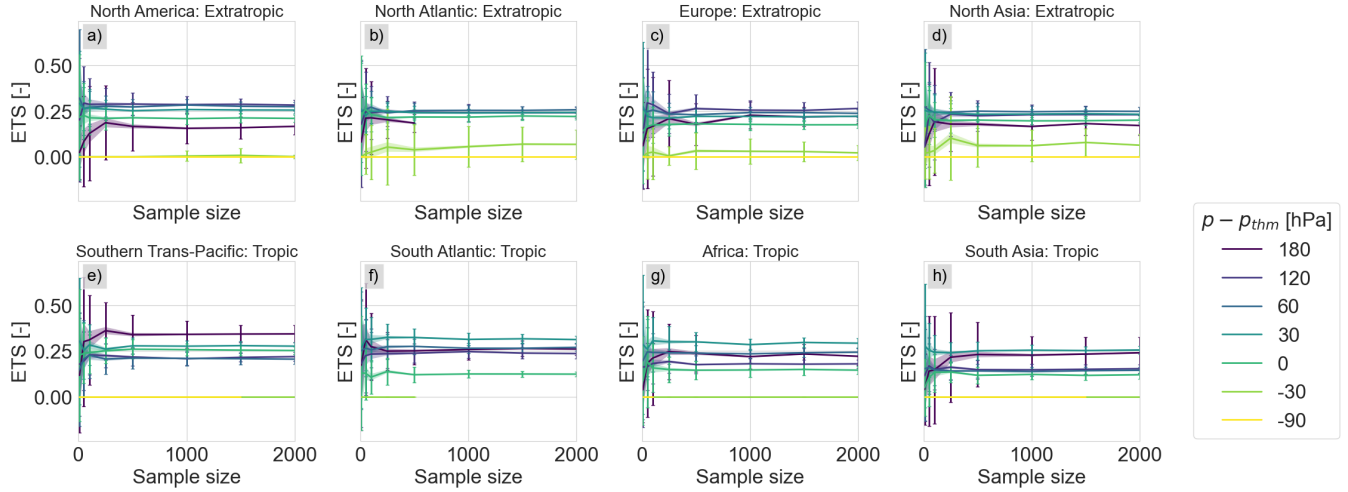 North America: Extratropic
North Atlantic: Extratropic
Europe: Extratropic
North Asia: Extratropic
a)
b)
c)
d)
ETS [-]
0.50
0.25
0.00
ETS [-]
ETS [-]
ETS [-]
Sample size
Sample size
Sample size
Sample size
Southern Trans-Pacific: Tropic
South Atlantic: Tropic
Africa: Tropic
South Asia: Tropic
e)
f)
g)
h)
ETS [-]
0.50
0.25
0.00
ETS [-]
ETS [-]
ETS [-]
0 1000 2000
0 1000 2000
0 1000 2000
0 1000 2000
Sample size
Sample size
Sample size
Sample size
p − pthm [hPa]
180
120
60
30
0
-30
-90